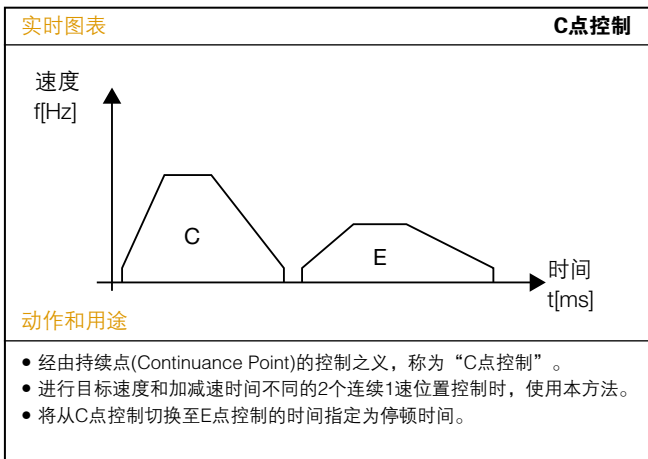 实时图表 C点控制
速度
f[Hz]
C
E
时间
t[ms]
动作和用途
● 经由持续点(Continuance Point)的控制之义，称为“C点控制”。
● 进行目标速度和加减速时间不同的2个连续1速位置控制时，使用本方法。
● 将从C点控制切换至E点控制的时间指定为停顿时间。